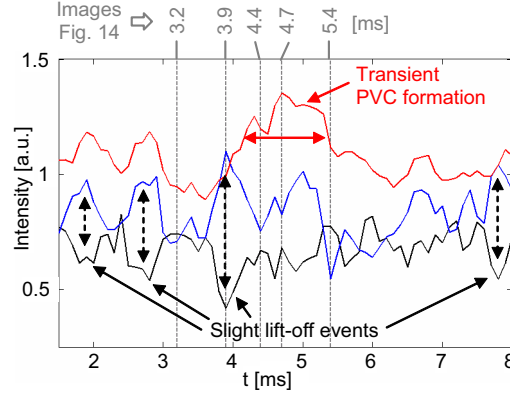 Images
Fig. 14
3.2
3.9
4.4
4.7
5.4
[ms]
1.5
1
0.5
Intensity [a.u.]
Transient
PVC formation
Slight lift-off events
2 3 4 5 6 7 8
t [ms]